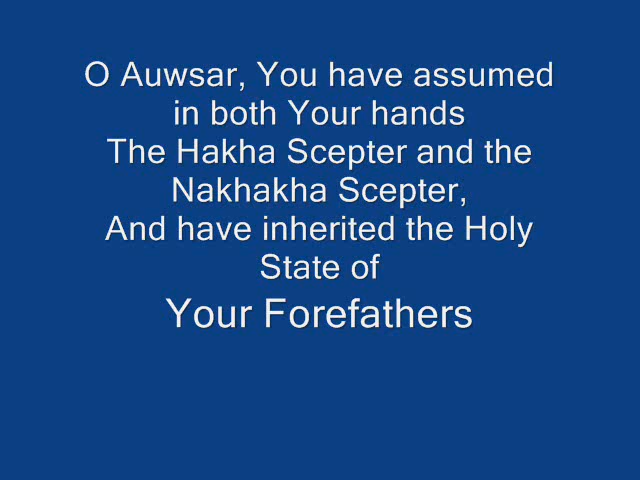 O Auwsar, You have assumed
in both Your hands
The Hakha Scepter and the
Nakhakha Scepter,
And have inherited the Holy
State of
Your Forefathers